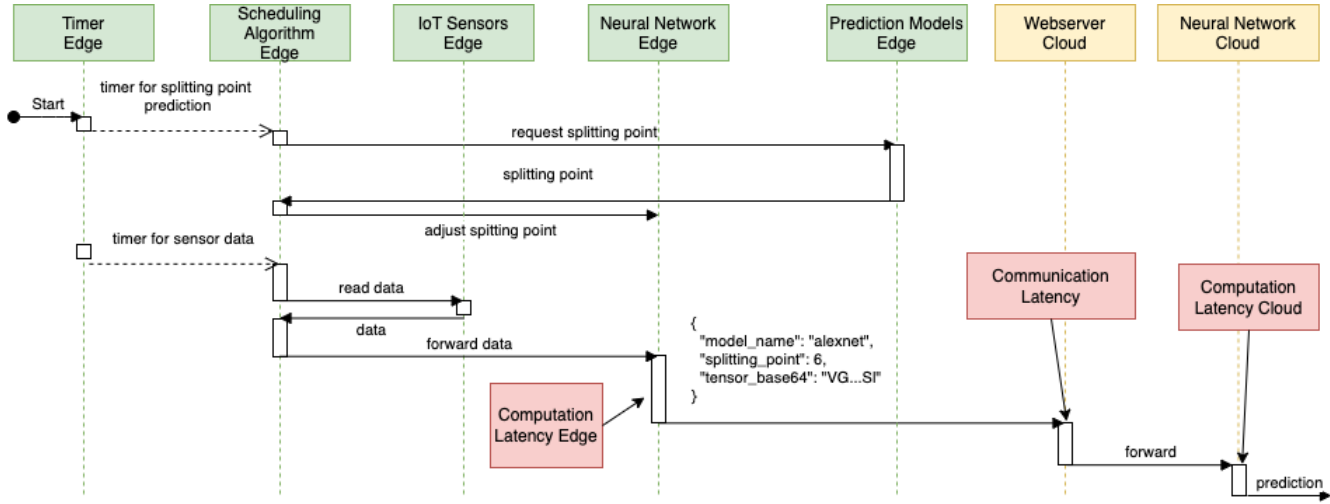 Timer
Edge
Scheduling
Algorithm
Edge
IoT Sensors
Edge
Neural Network
Edge
Prediction Models
Edge
Webserver
Cloud
Neural Network
Cloud
Start
timer for splitting point
prediction
request splitting point
splitting point
adjust spitting point
timer for sensor data
read data
data
forward data
{
"model_name": "alexnet",
"splitting_point": 6,
"tensor_base64": "VG...SI"
}
Computation
Latency Edge
Communication
Latency
Computation
Latency Cloud
forward
prediction